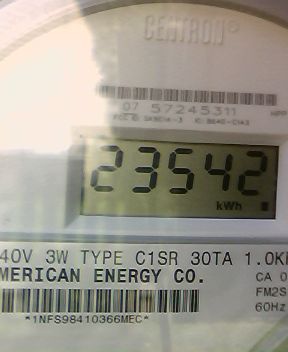 CENTRON®
07 57245311
23542
kWh
40V 3W TYPE C1SR 30TA 1.0K
MERICAN ENERGY CO.
CA 0
FM2S
60Hz
*1NFS98410366MEC*